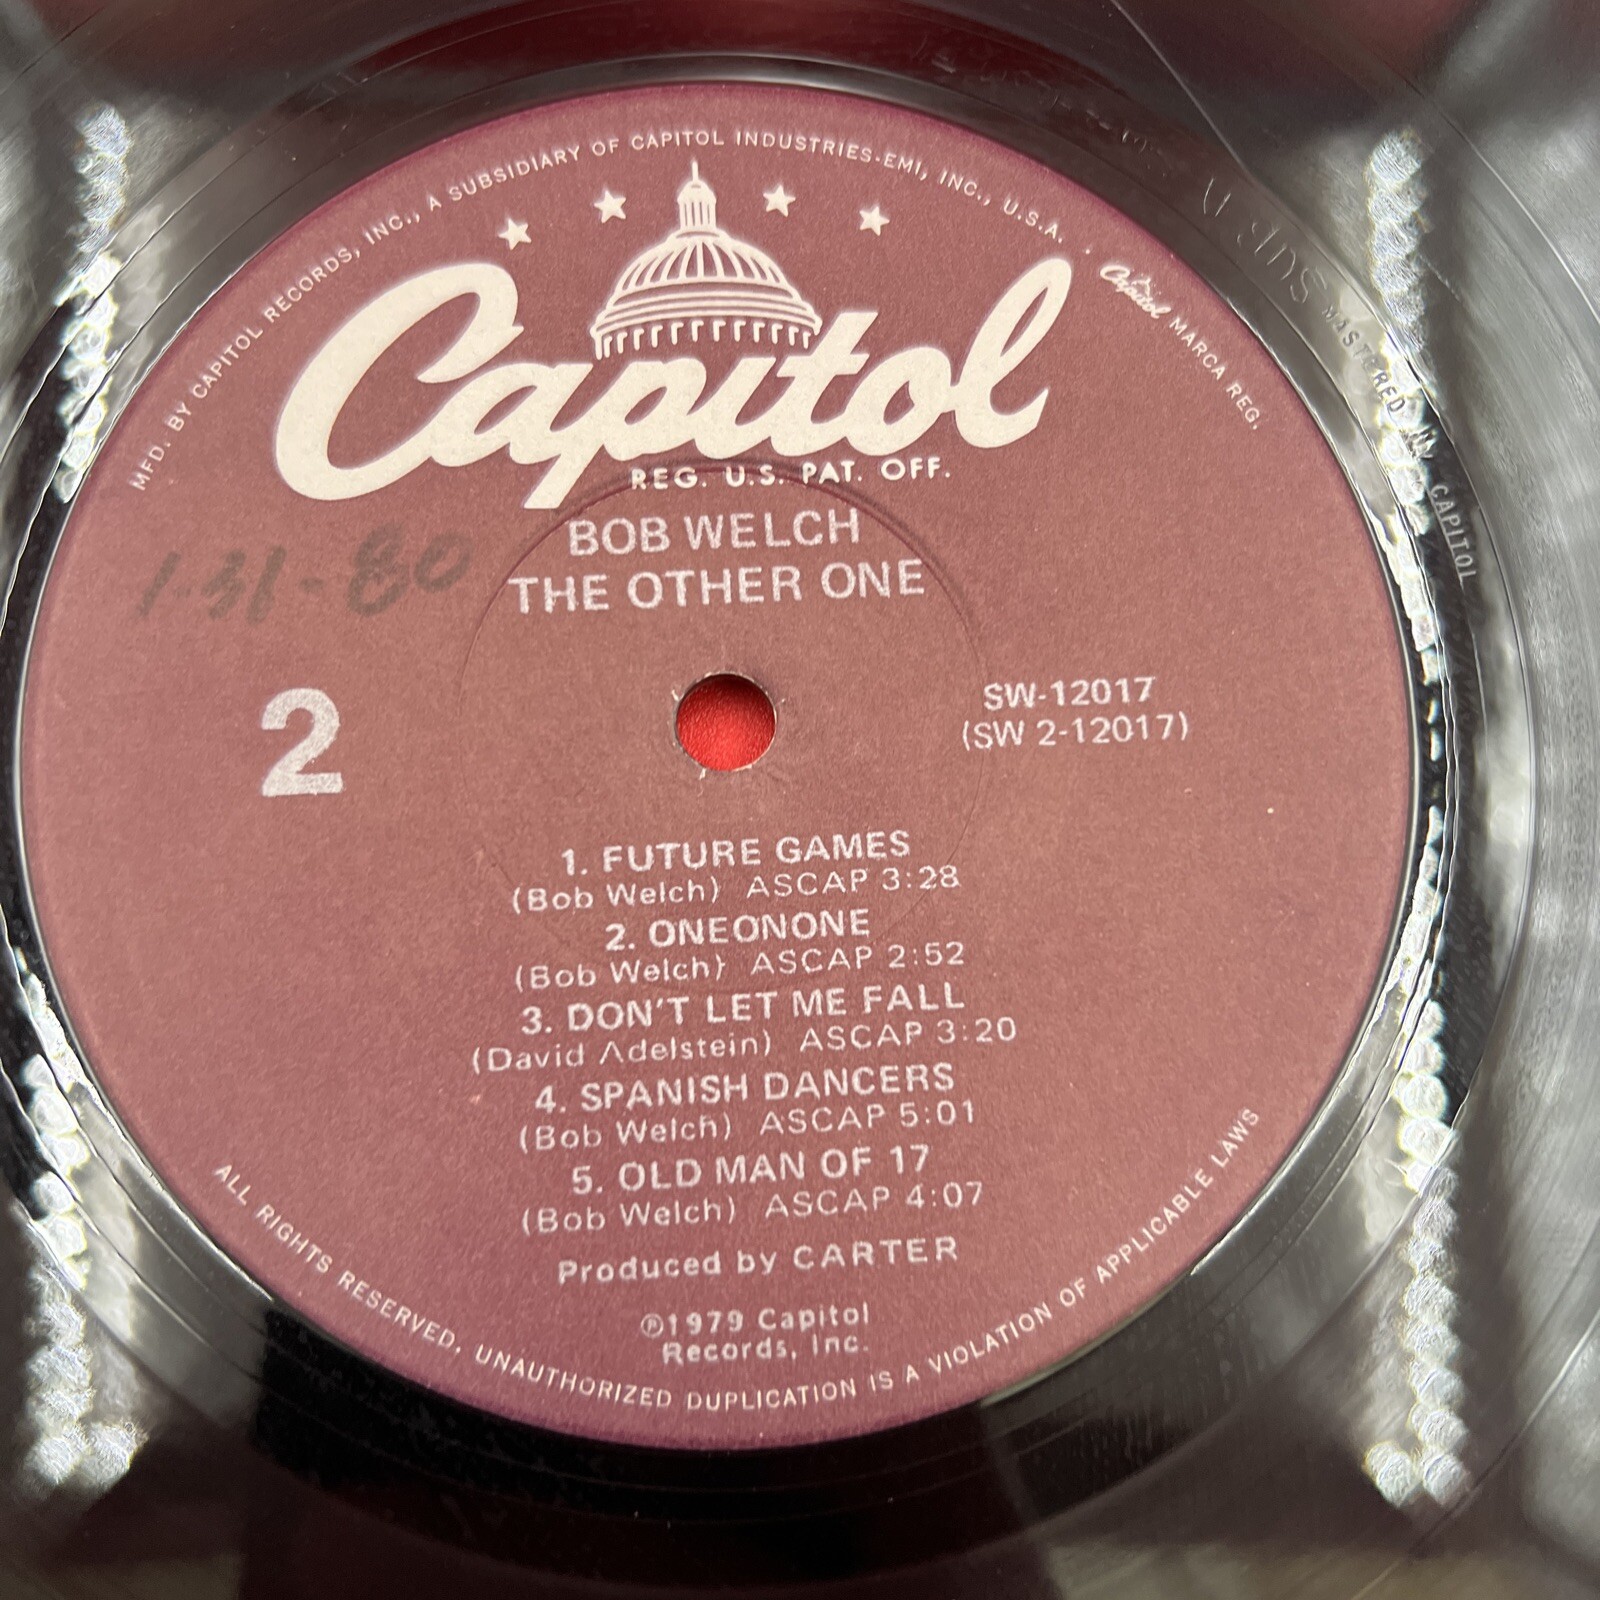 MFD. BY CAPITOL RECORDS, INC., A SUBSIDIARY OF CAPITOL INDUSTRIES-EMI, INC., U.S.A. · Capitol MARCA REG.
Capitol
REG. U.S. PAT. OFF.
BOB WELCH
THE OTHER ONE
1-31-80
2
SW-12017
(SW 2-12017)
1. FUTURE GAMES
(Bob Welch) ASCAP 3:28
2. ONEONONE
(Bob Welch) ASCAP 2:52
3. DON'T LET ME FALL
(David Adelstein) ASCAP 3:20
4. SPANISH DANCERS
(Bob Welch) ASCAP 5:01
5. OLD MAN OF 17
(Bob Welch) ASCAP 4:07
Produced by CARTER
℗1979 Capitol
Records, Inc.
ALL RIGHTS RESERVED. UNAUTHORIZED DUPLICATION IS A VIOLATION OF APPLICABLE LAWS
MASTERED CAPITOL